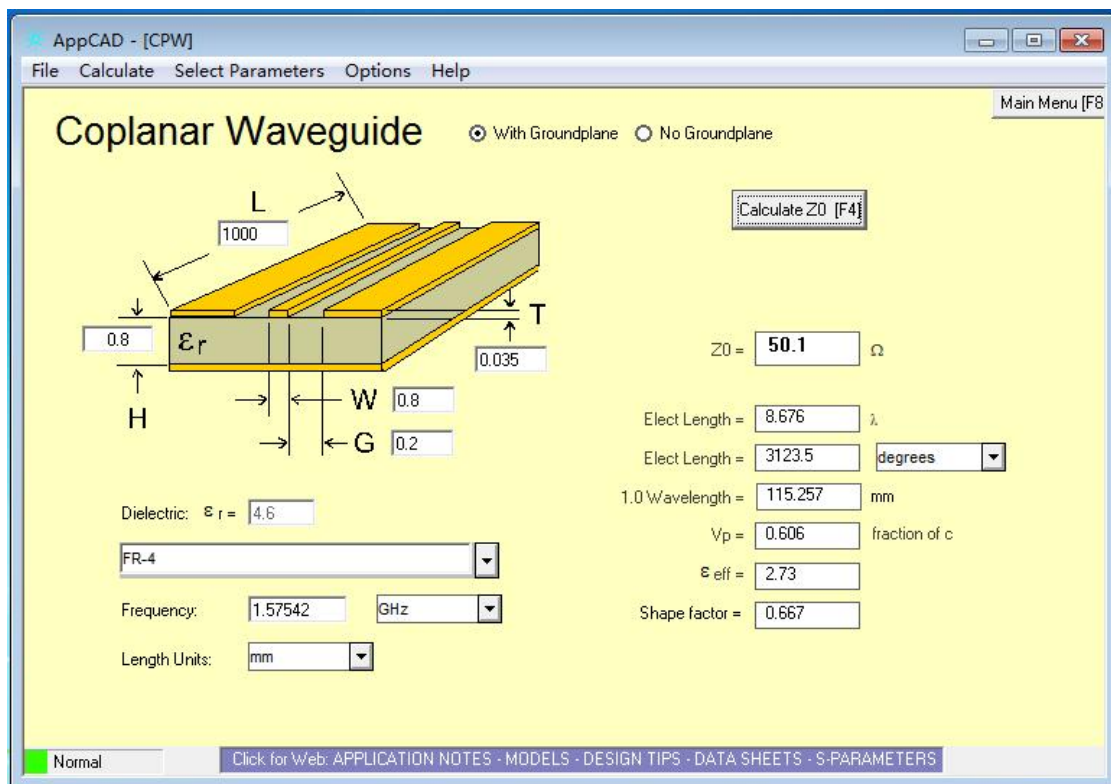 AppCAD - [CPW]
File Calculate Select Parameters Options Help
Main Menu [F8
Coplanar Waveguide
With Groundplane
No Groundplane
L
1000
Calculate Z0 [F4]
T
0.8
εr
0.035
Z0 = 50.1 Ω
H
W 0.8
G 0.2
Elect Length = 8.676 λ
Elect Length = 3123.5 degrees
1.0 Wavelength = 115.257 mm
Vp = 0.606 fraction of c
ε eff = 2.73
Shape factor = 0.667
Dielectric: ε r = 4.6
FR-4
Frequency: 1.57542 GHz
Length Units: mm
Normal
Click for Web: APPLICATION NOTES - MODELS - DESIGN TIPS - DATA SHEETS - S-PARAMETERS